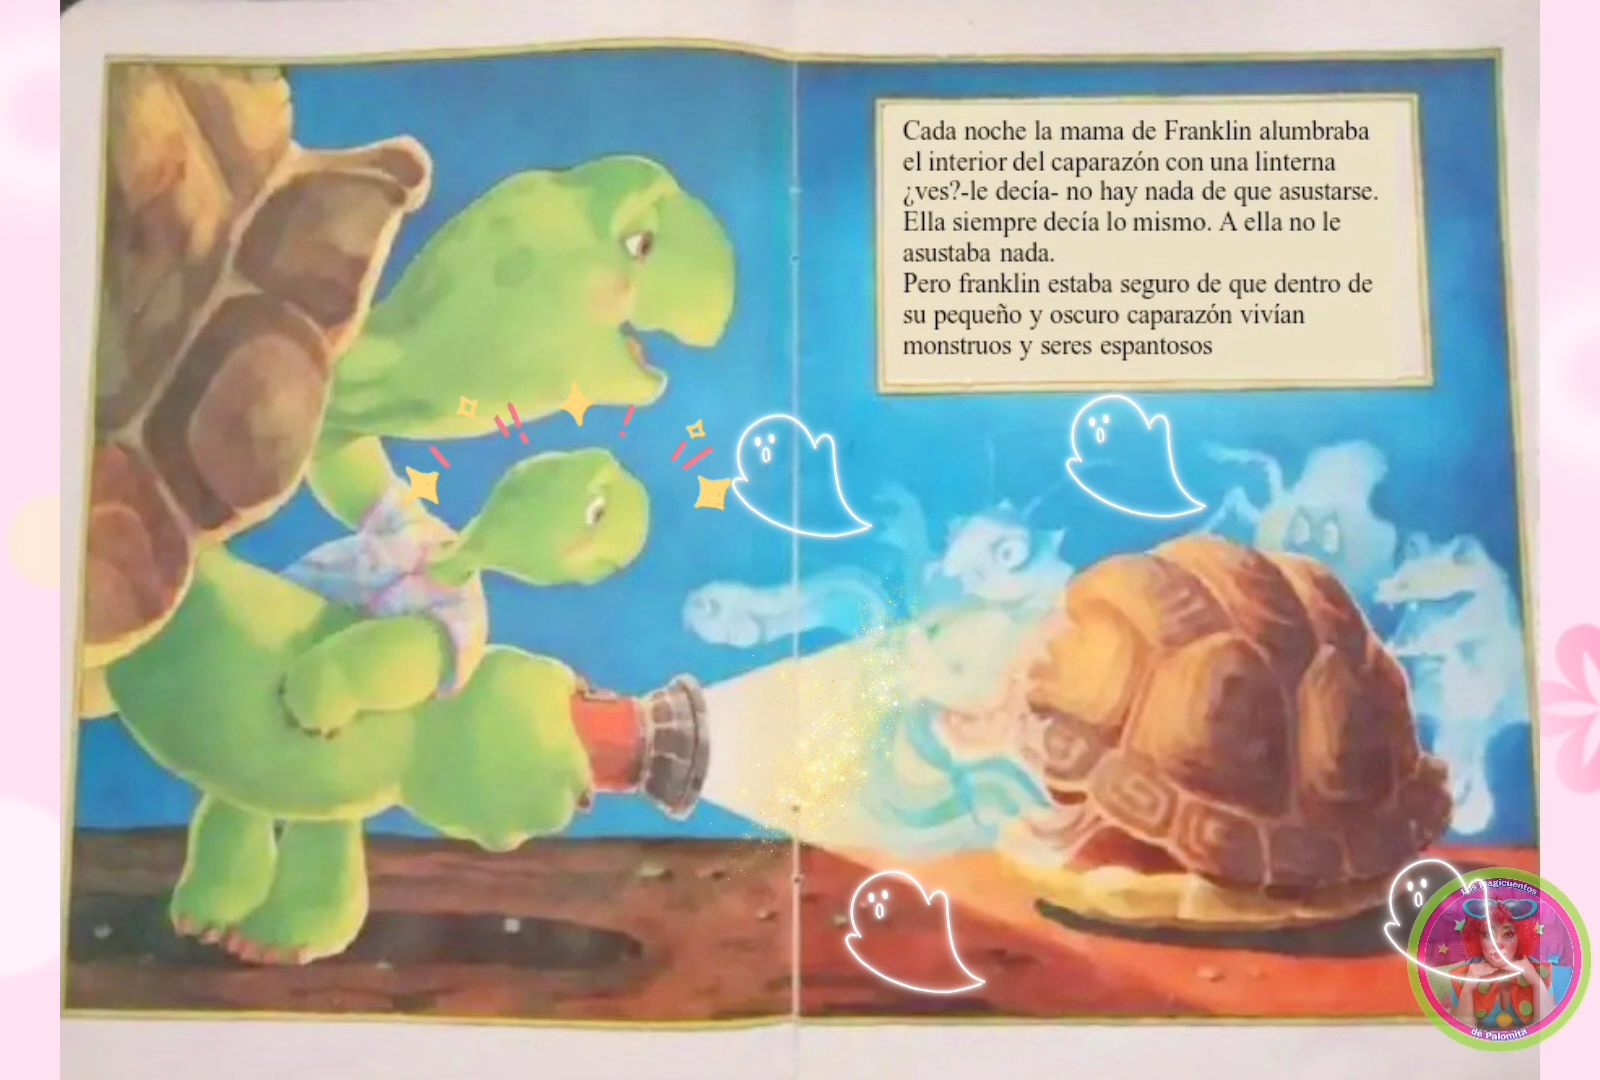 Cada noche la mama de Franklin alumbraba
el interior del caparazón con una linterna
¿ves?-le decía- no hay nada de que asustarse.
Ella siempre decía lo mismo. A ella no le
asustaba nada.
Pero franklin estaba seguro de que dentro de
su pequeño y oscuro caparazón vivían
monstruos y seres espantosos
Los Magicuentos
de Palomita